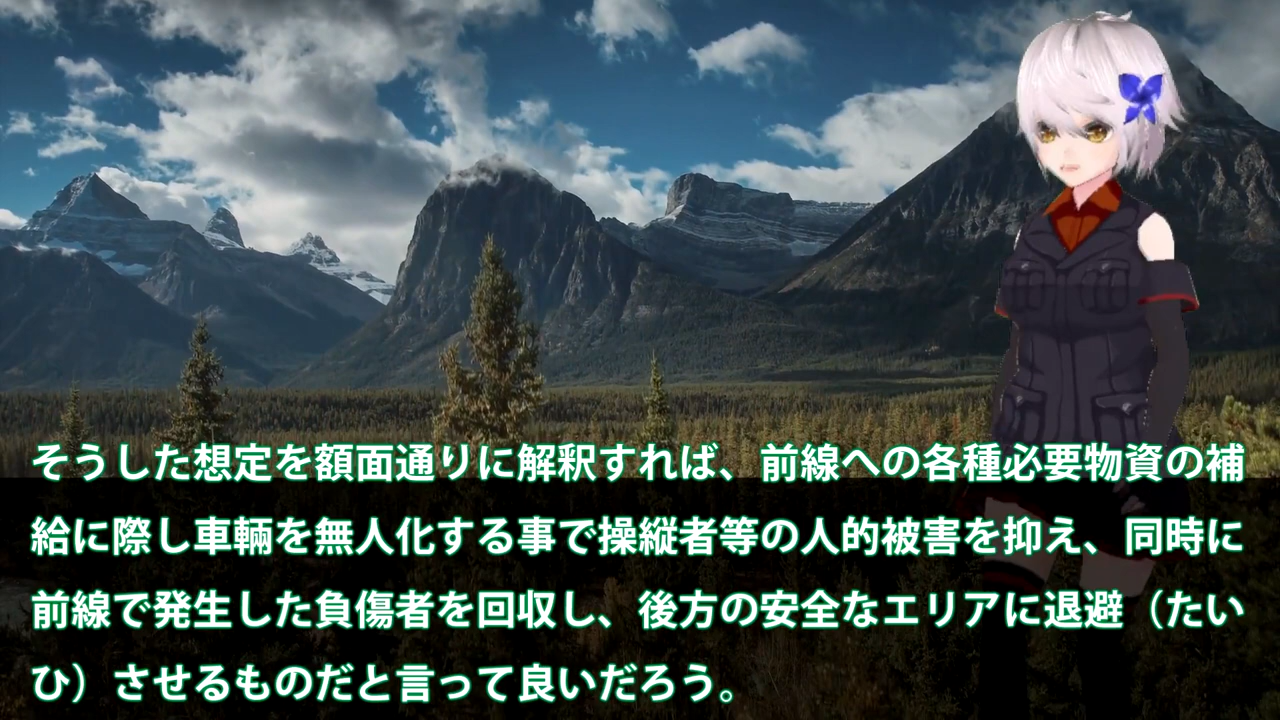 そうした想定を額面通りに解釈すれば、前線への各種必要物資の補
給に際し車輛を無人化する事で操縦者等の人的被害を抑え、同時に
前線で発生した負傷者を回収し、後方の安全なエリアに退避（たい
ひ）させるものだと言って良いだろう。